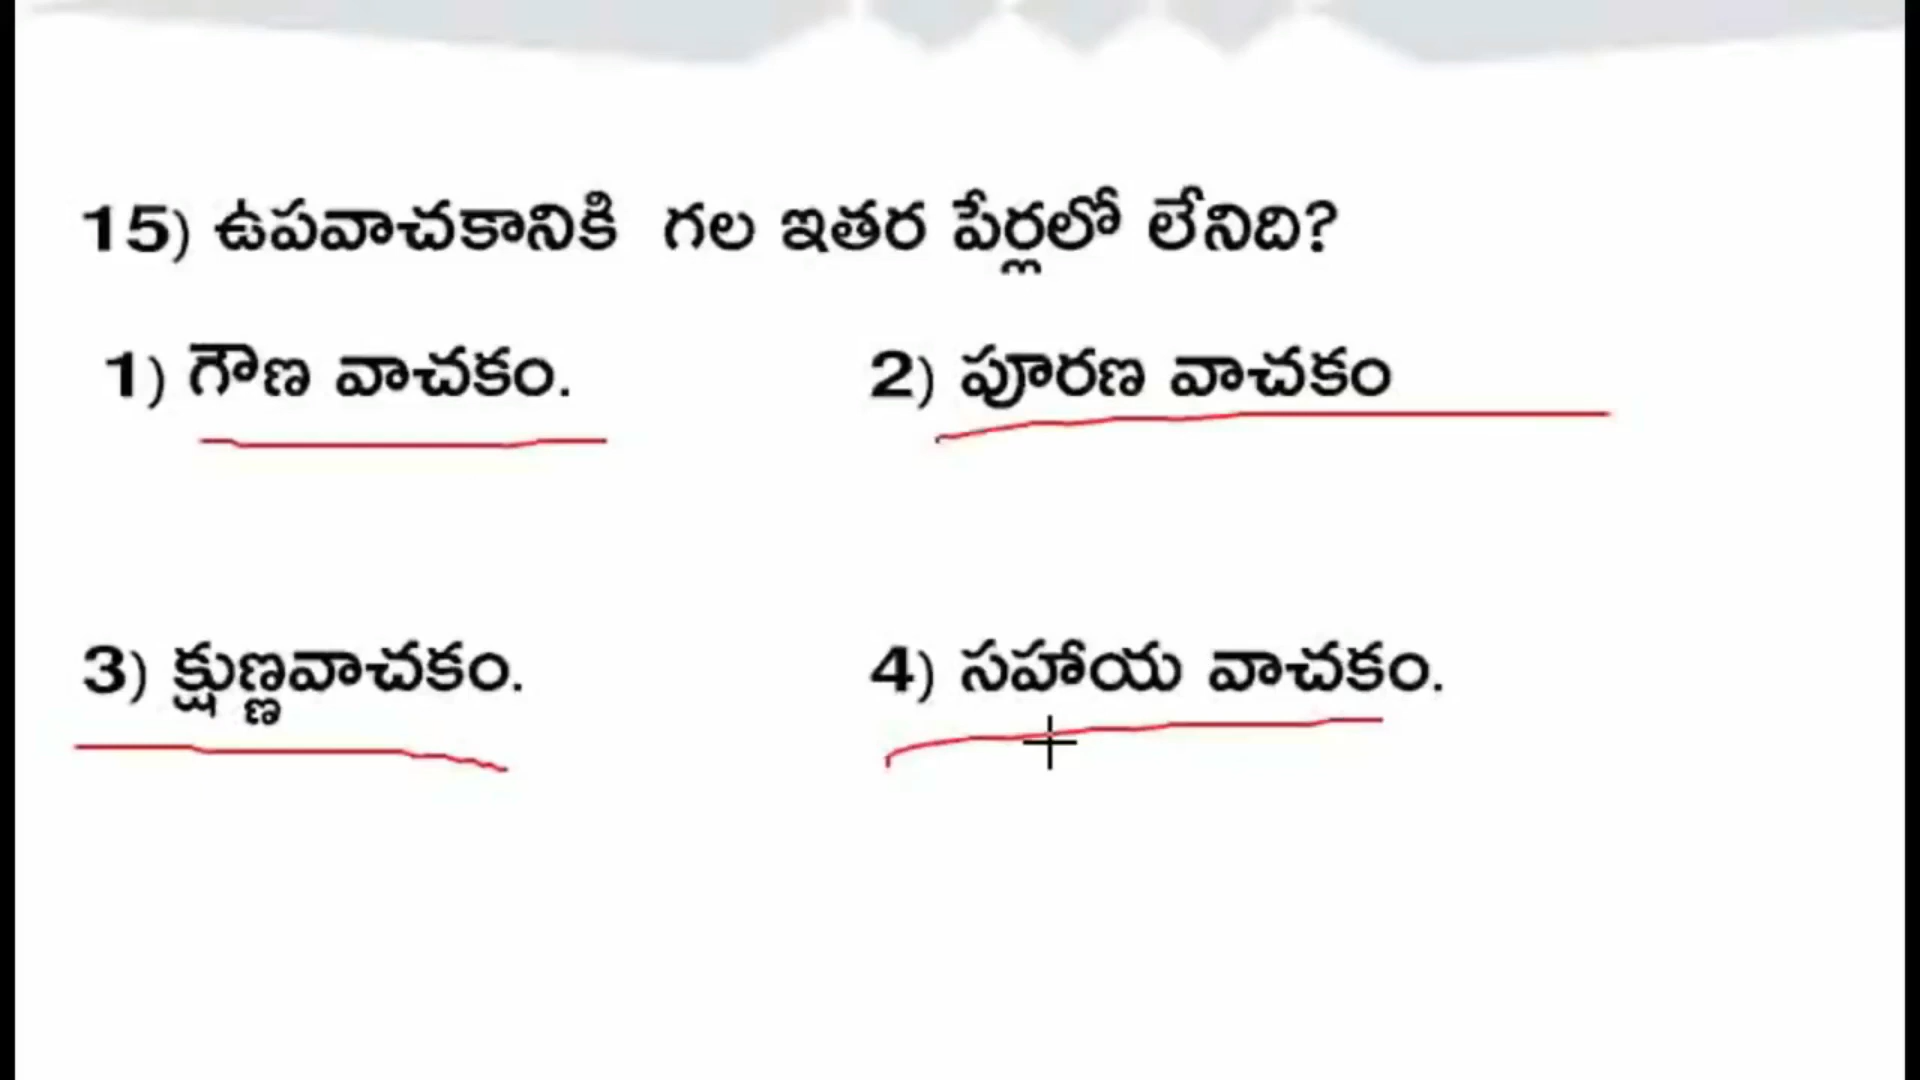 15) ఉపవాచకానికి గల ఇతర పేర్లలో లేనిది?
1) గౌణ వాచకం. 2) పూరణ వాచకం
3) క్షుణ్ణవాచకం. 4) సహాయ వాచకం.